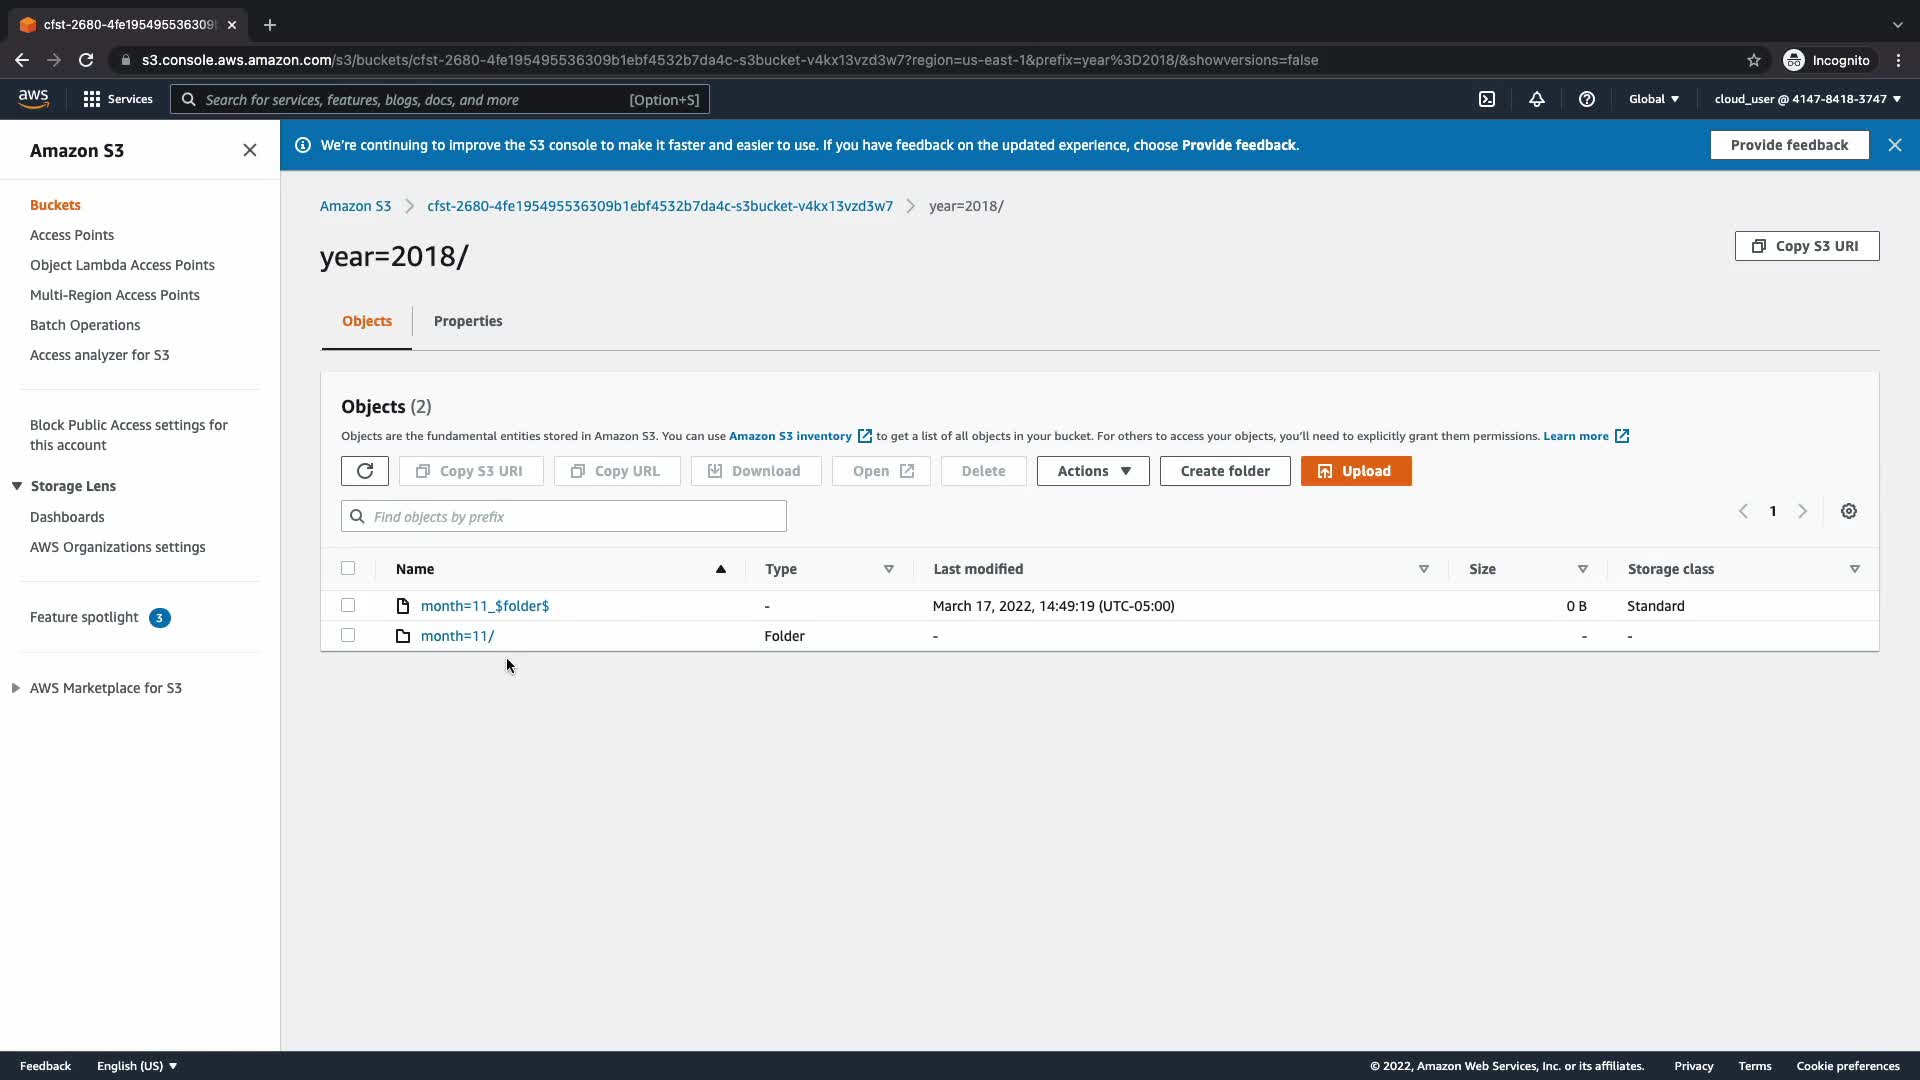 cfst-2680-4fe195495536309b
s3.console.aws.amazon.com/s3/buckets/cfst-2680-4fe195495536309b1ebf4532b7da4c-s3bucket-v4kx13vzd3w7?region=us-east-1&prefix=year%3D2018/&showversions=false
Incognito
aws
Services
Search for services, features, blogs, docs, and more
[Option+S]
Global
cloud_user @ 4147-8418-3747
Amazon S3
We're continuing to improve the S3 console to make it faster and easier to use. If you have feedback on the updated experience, choose Provide feedback.
Provide feedback
Buckets
Access Points
Object Lambda Access Points
Multi-Region Access Points
Batch Operations
Access analyzer for S3
Block Public Access settings for
this account
Storage Lens
Dashboards
AWS Organizations settings
Feature spotlight 3
AWS Marketplace for S3
Amazon S3
cfst-2680-4fe195495536309b1ebf4532b7da4c-s3bucket-v4kx13vzd3w7
year=2018/
year=2018/
Copy S3 URI
Objects
Properties
Objects (2)
Objects are the fundamental entities stored in Amazon S3. You can use Amazon S3 inventory to get a list of all objects in your bucket. For others to access your objects, you'll need to explicitly grant them permissions. Learn more
Copy S3 URI
Copy URL
Download
Open
Delete
Actions
Create folder
Upload
Find objects by prefix
1
Name
Type
Last modified
Size
Storage class
month=11_$folder$
-
March 17, 2022, 14:49:19 (UTC-05:00)
0 B
Standard
month=11/
Folder
-
-
-
Feedback
English (US)
© 2022, Amazon Web Services, Inc. or its affiliates.
Privacy
Terms
Cookie preferences